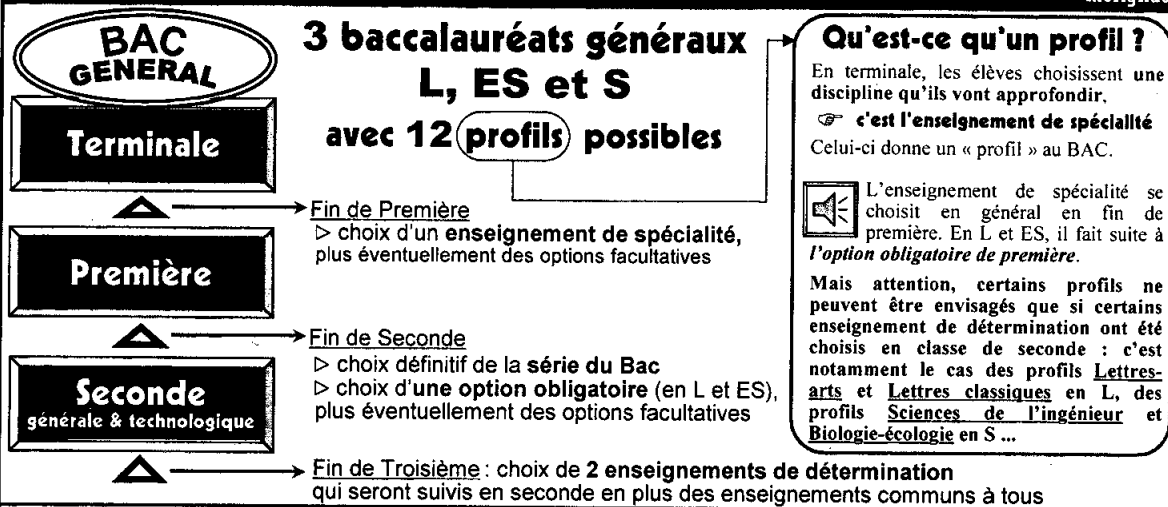 BAC
GENERAL
Terminale
Première
Seconde
générale & technologique
3 baccalauréats généraux
L, ES et S
avec 12 profils possibles
Fin de Première
▷ choix d'un enseignement de spécialité,
plus éventuellement des options facultatives
Fin de Seconde
▷ choix définitif de la série du Bac
▷ choix d'une option obligatoire (en L et ES),
plus éventuellement des options facultatives
Fin de Troisième : choix de 2 enseignements de détermination
qui seront suivis en seconde en plus des enseignements communs à tous
Qu'est-ce qu'un profil ?
En terminale, les élèves choisissent une
discipline qu'ils vont approfondir,
☞ c'est l'enseignement de spécialité
Celui-ci donne un « profil » au BAC.
L'enseignement de spécialité se
choisit en général en fin de
première. En L et ES, il fait suite à
l'option obligatoire de première.
Mais attention, certains profils ne
peuvent être envisagés que si certains
enseignement de détermination ont été
choisis en classe de seconde : c'est
notamment le cas des profils Lettres-
arts et Lettres classiques en L, des
profils Sciences de l'ingénieur et
Biologie-écologie en S ...